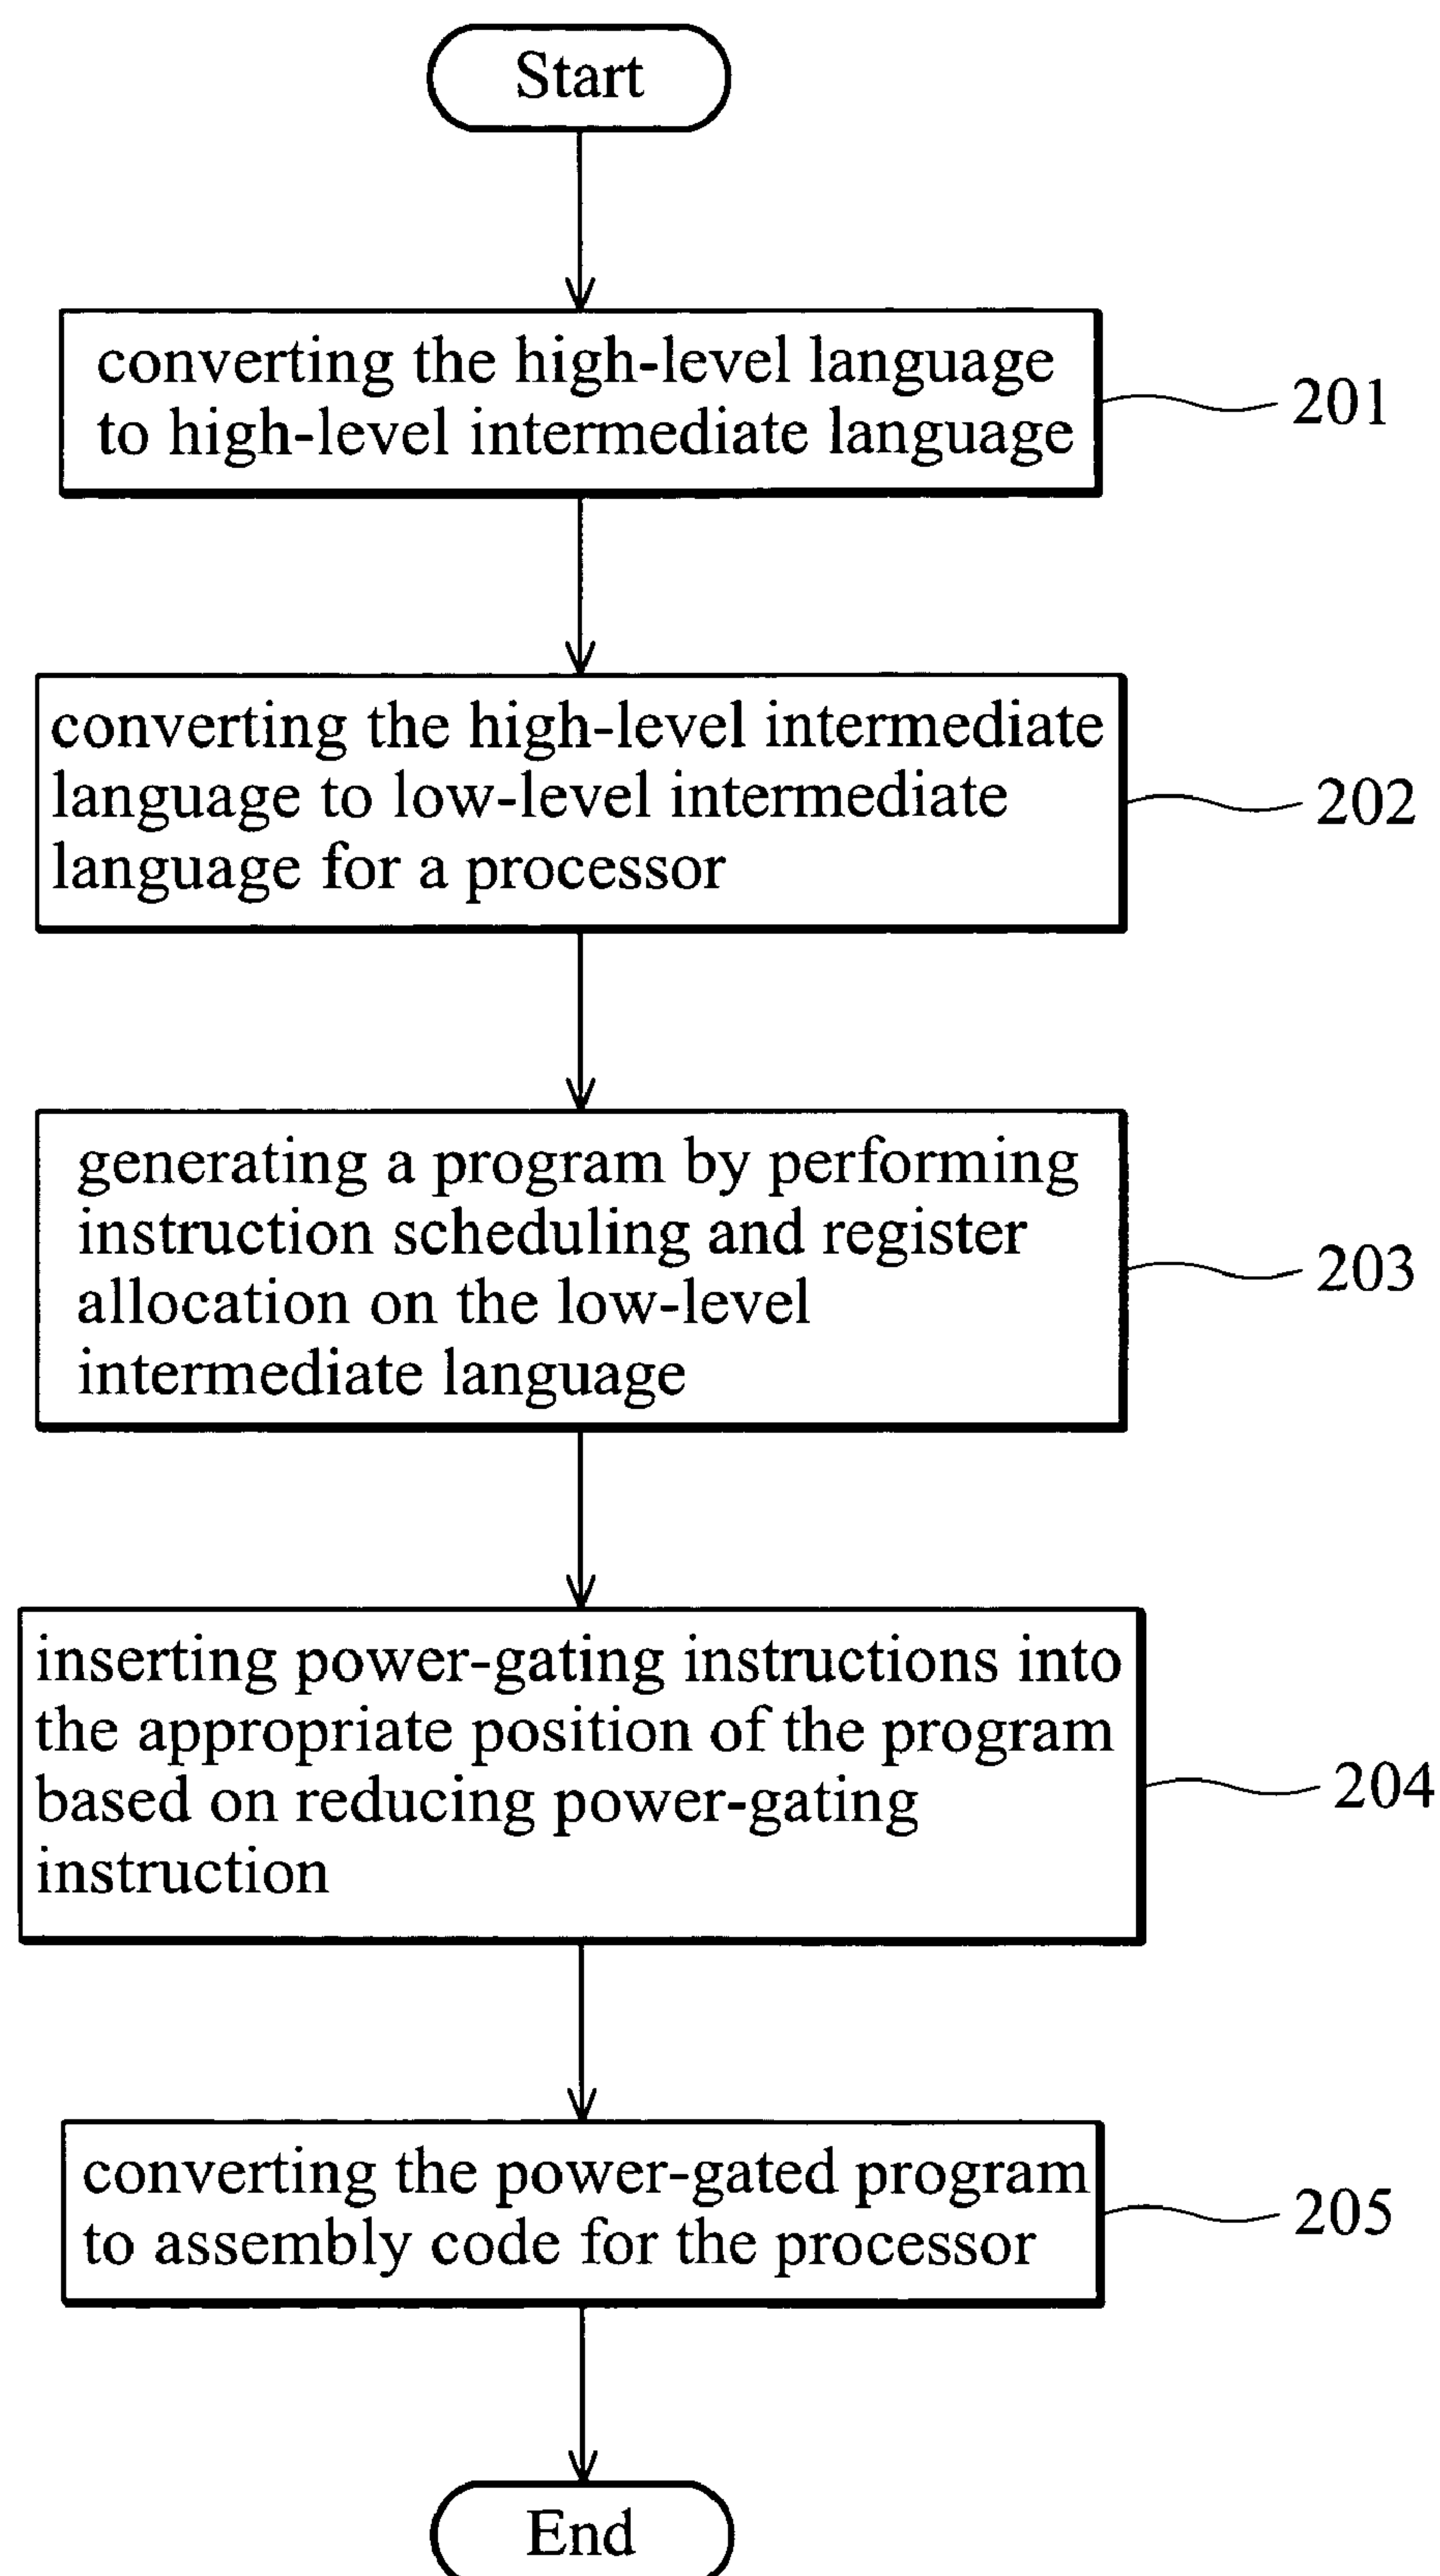 Start
converting the high-level language
to high-level intermediate language
201
converting the high-level intermediate
language to low-level intermediate
language for a processor
202
generating a program by performing
instruction scheduling and register
allocation on the low-level
intermediate language
203
inserting power-gating instructions into
the appropriate position of the program
based on reducing power-gating
instruction
204
converting the power-gated program
to assembly code for the processor
205
End